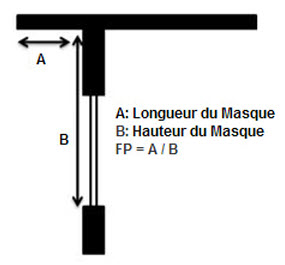 A
B
A: Longueur du Masque
B: Hauteur du Masque
FP = A / B